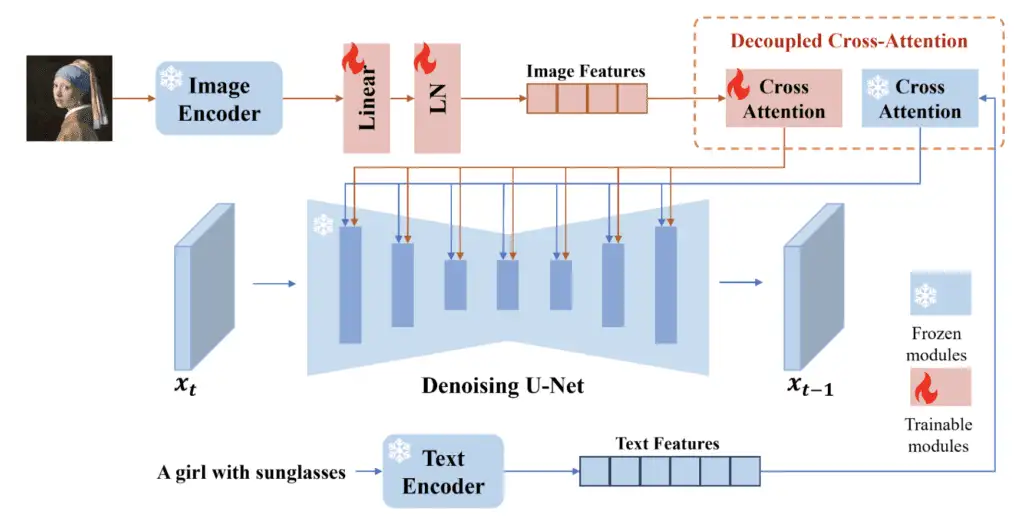 Decoupled Cross-Attention
Image
Encoder
Linear
LN
Image Features
Cross
Attention
Cross
Attention
x_t
Denoising U-Net
x_{t−1}
Frozen
modules
Trainable
modules
A girl with sunglasses
Text
Encoder
Text Features